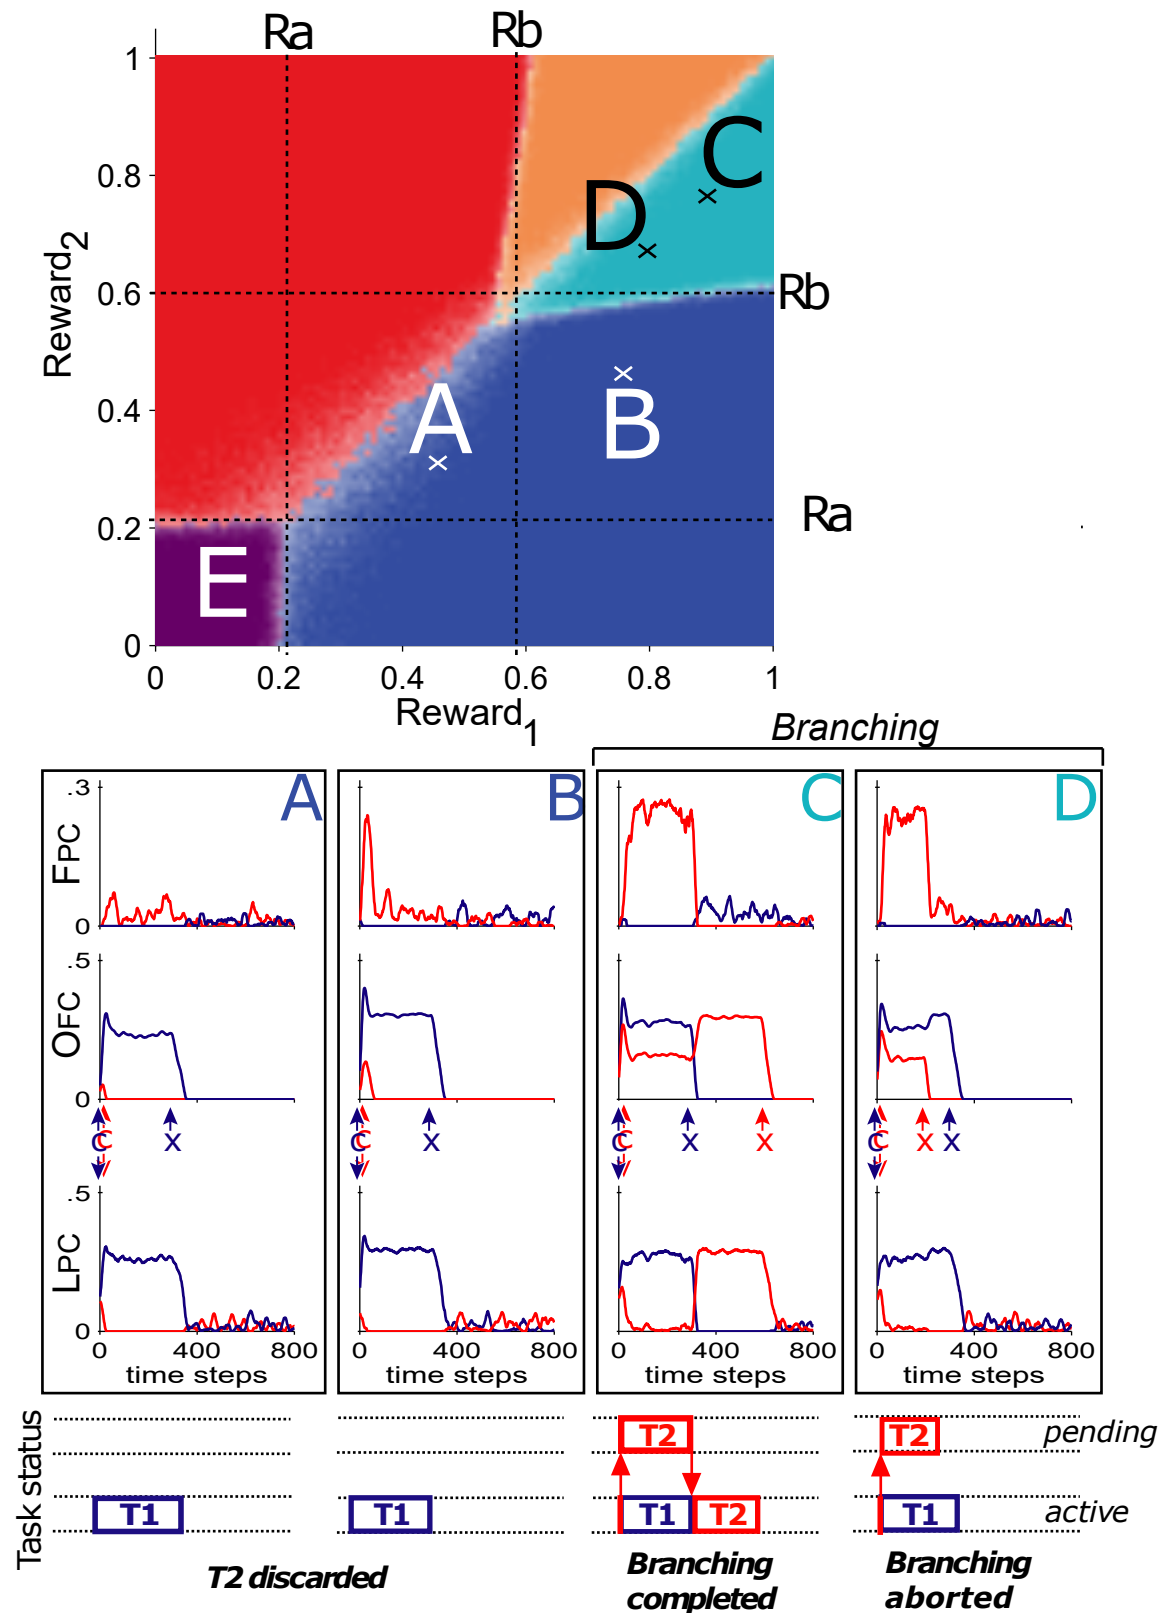 Ra
Rb
1
0.8
0.6
0.4
0.2
0
Reward2
C
D
Rb
A
B
Ra
E
0 0.2 0.4 0.6 0.8 1
Reward1
Branching
A B C D
FPC
.3
0
OFC
.5
0
C C X
C C X
C C X X
C C X X
LPC
.5
0
0 400 800
time steps
0 400 800
time steps
0 400 800
time steps
0 400 800
time steps
Task status
T2 T2 pending
T1 T1 T1 T2 T1 active
T2 discarded
Branching
completed
Branching
aborted